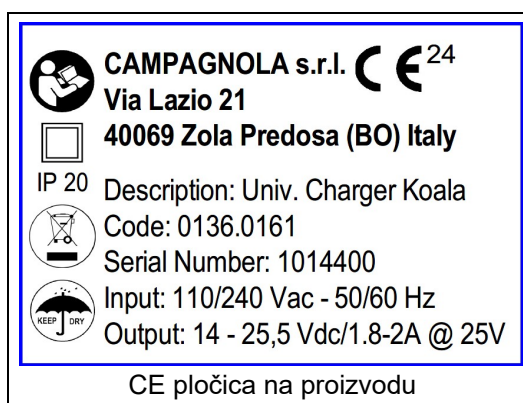 CAMPAGNOLA s.r.l. CE 24
Via Lazio 21
40069 Zola Predosa (BO) Italy
IP 20
Description: Univ. Charger Koala
Code: 0136.0161
Serial Number: 1014400
Input: 110/240 Vac - 50/60 Hz
KEEP DRY
Output: 14 - 25,5 Vdc/1.8-2A @ 25V
CE pločica na proizvodu